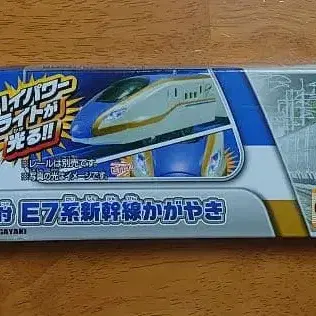 ハイパワー
ライトが
光る!!
※レールは別売です。
※写真の光はイメージです。
E7系新幹線かがやき
GAYAKI